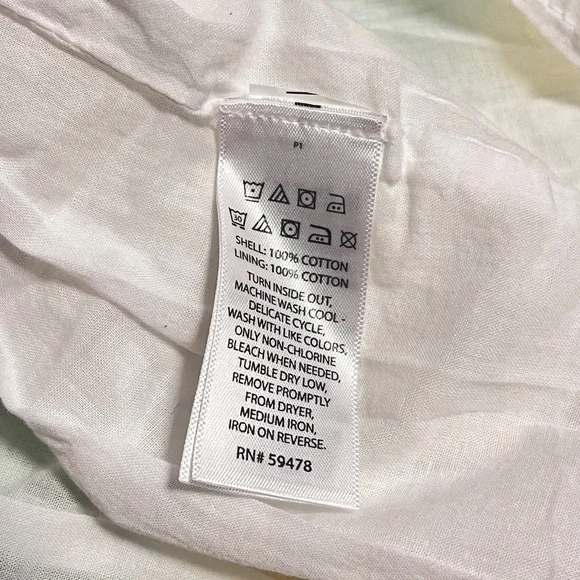 P1
30
SHELL: 100% COTTON
LINING: 100% COTTON
TURN INSIDE OUT,
MACHINE WASH COOL -
DELICATE CYCLE,
WASH WITH LIKE COLORS,
ONLY NON-CHLORINE
BLEACH WHEN NEEDED,
TUMBLE DRY LOW,
REMOVE PROMPTLY
FROM DRYER,
MEDIUM IRON,
IRON ON REVERSE.
RN# 59478